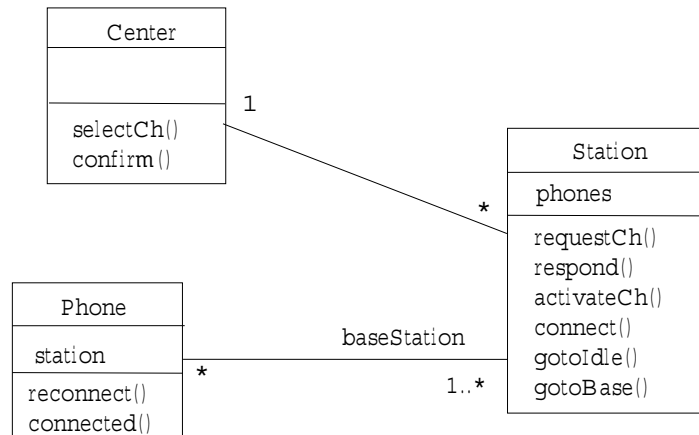 Center
selectCh()
confirm()
1
*
Station
phones
requestCh()
respond()
activateCh()
connect()
gotoIdle()
gotoBase()
Phone
station
reconnect()
connected()
*
baseStation
1..*